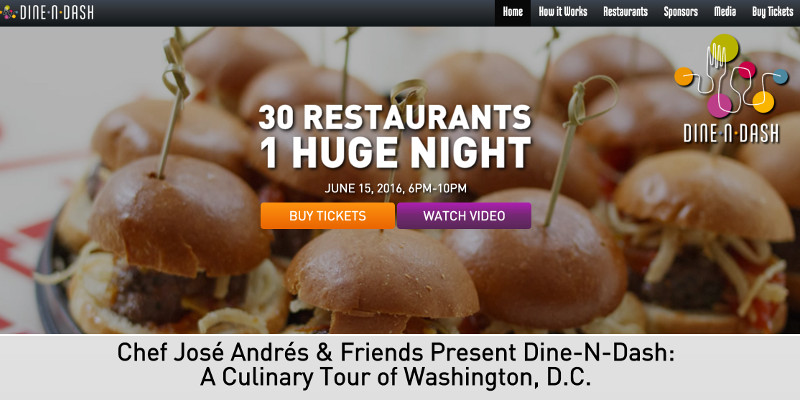 DINE·N·DASH
Home How it Works Restaurants Sponsors Media Buy Tickets
DINE·N·DASH
30 RESTAURANTS
1 HUGE NIGHT
JUNE 15, 2016, 6PM-10PM
BUY TICKETS WATCH VIDEO
Chef José Andrés & Friends Present Dine-N-Dash:
A Culinary Tour of Washington, D.C.